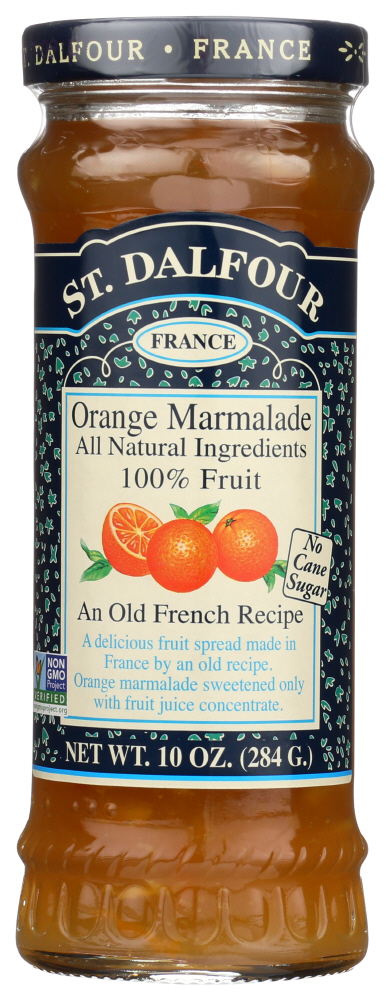 DALFOUR • FRANCE
ST. DALFOUR
FRANCE
Orange Marmalade
All Natural Ingredients
100% Fruit
No
Cane
Sugar
An Old French Recipe
A delicious fruit spread made in
France by an old recipe.
Orange marmalade sweetened only
with fruit juice concentrate.
NON
GMO
Project
VERIFIED
NET WT. 10 OZ. (284 G.)